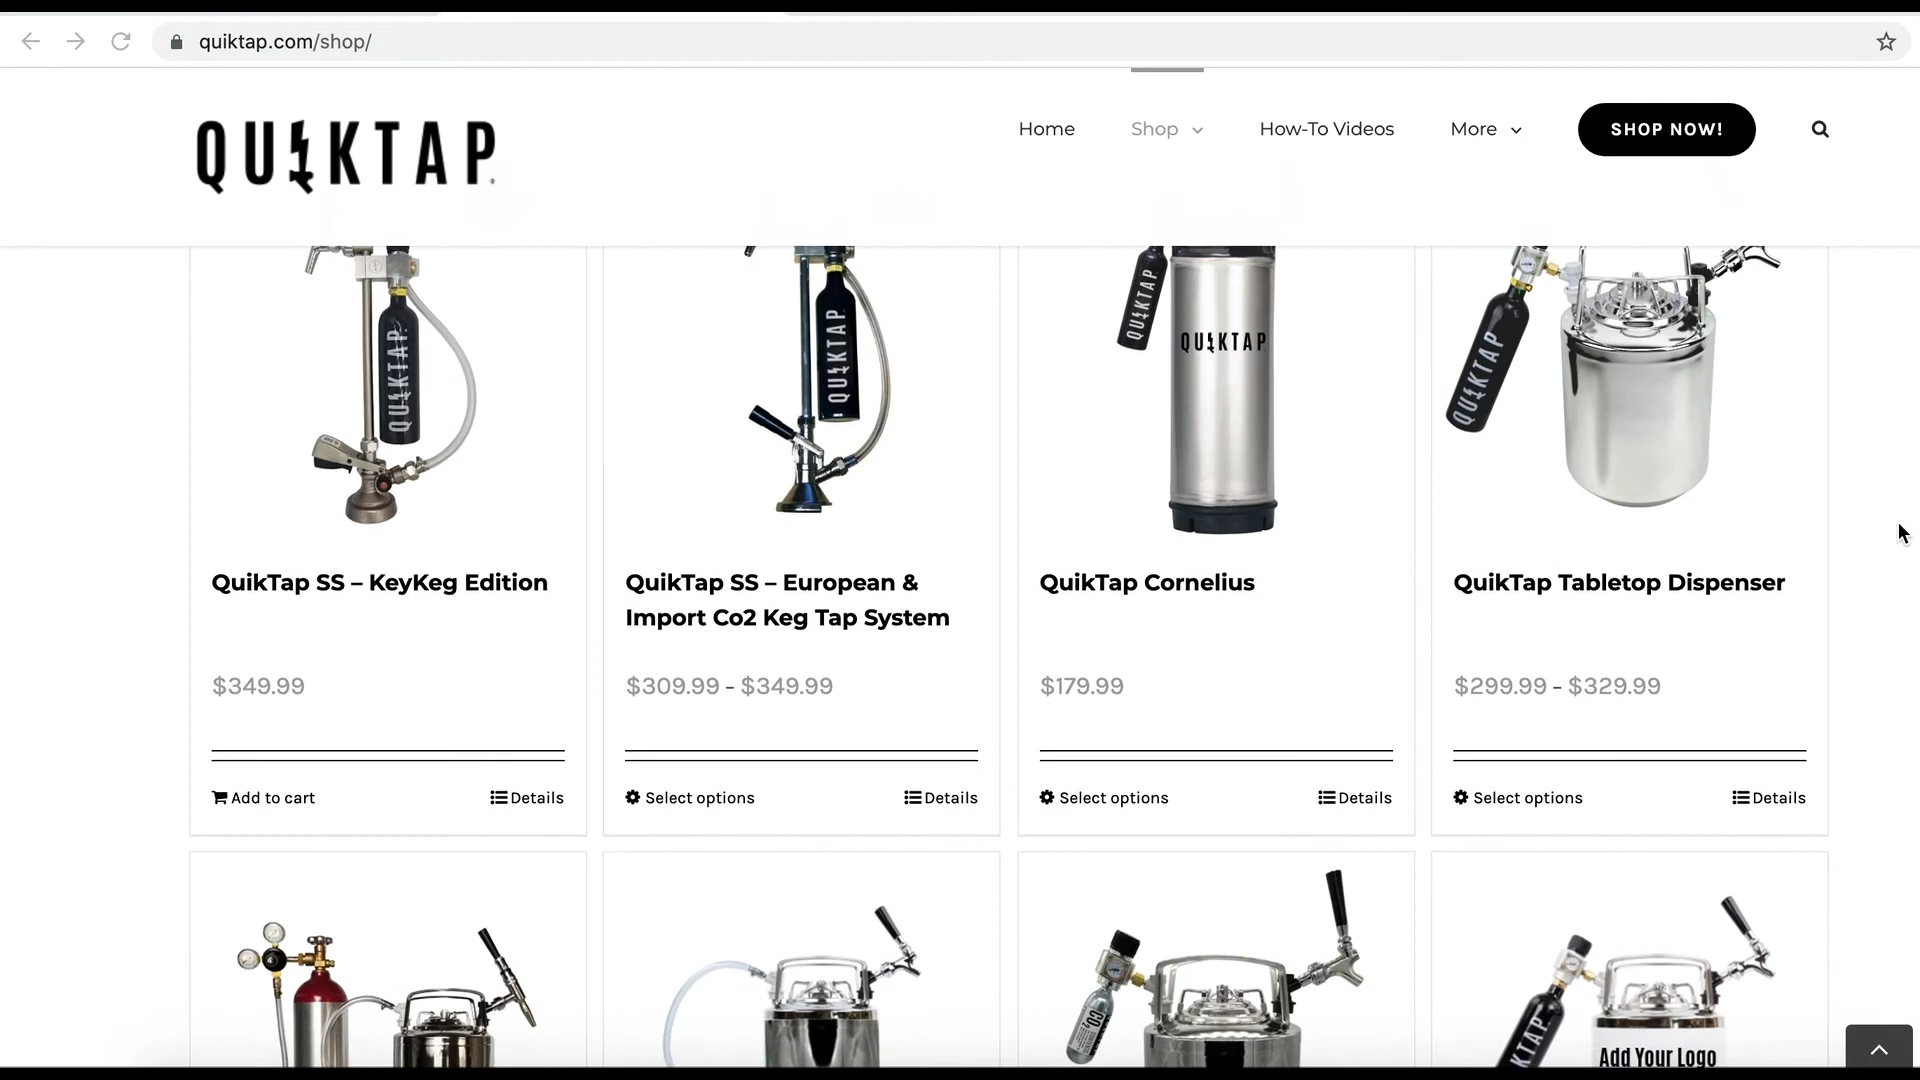 quiktap.com/shop/
QUIKTAP
Home
Shop
How-To Videos
More
SHOP NOW!
QUIKTAP
QUIKTAP
QUIKTAP
QUIKTAP
QUIKTAP
QuikTap SS – KeyKeg Edition
QuikTap SS – European &
Import Co2 Keg Tap System
QuikTap Cornelius
QuikTap Tabletop Dispenser
$349.99
$309.99 - $349.99
$179.99
$299.99 - $329.99
Add to cart
Details
Select options
Details
Select options
Details
Select options
Details
CO2
KTAP
Add Your Logo